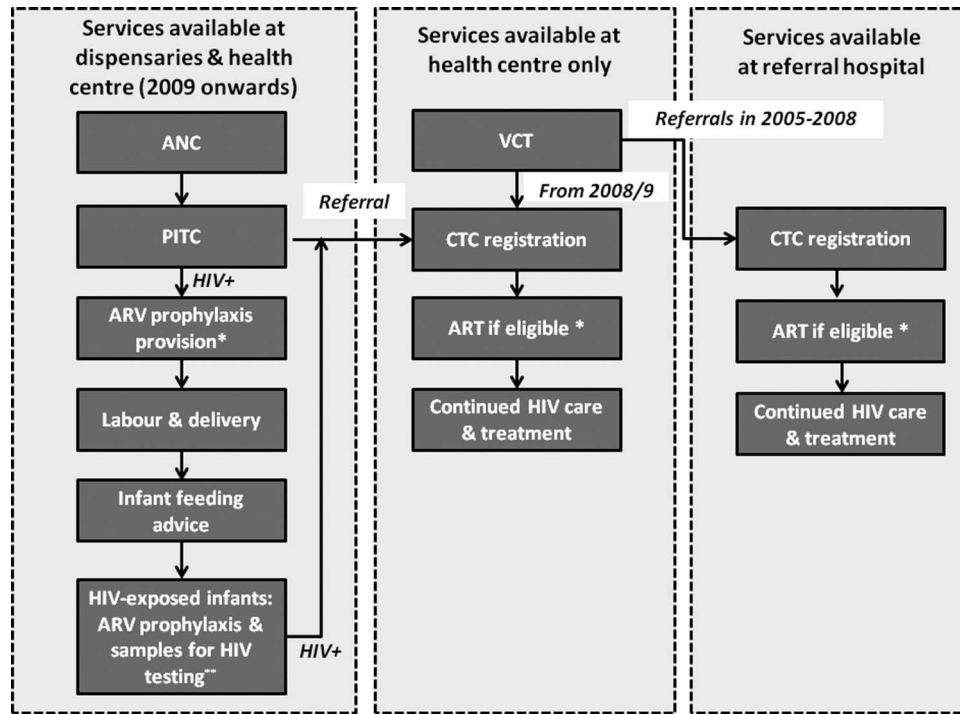 Services available at
dispensaries & health
centre (2009 onwards)
ANC
PITC
HIV+
ARV prophylaxis
provision*
Labour & delivery
Infant feeding
advice
HIV-exposed infants:
ARV prophylaxis &
samples for HIV
testing**
HIV+
Referral
Services available at
health centre only
VCT
From 2008/9
CTC registration
ART if eligible *
Continued HIV care
& treatment
Services available
at referral hospital
Referrals in 2005-2008
CTC registration
ART if eligible *
Continued HIV care
& treatment